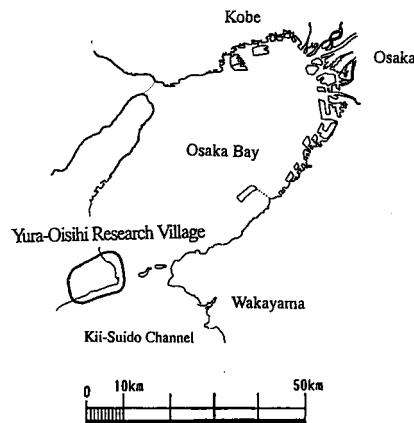 Kobe
Osaka
Osaka Bay
Yura-Oisihi Research Village
Wakayama
Kii-Suido Channel
0 10km 50km